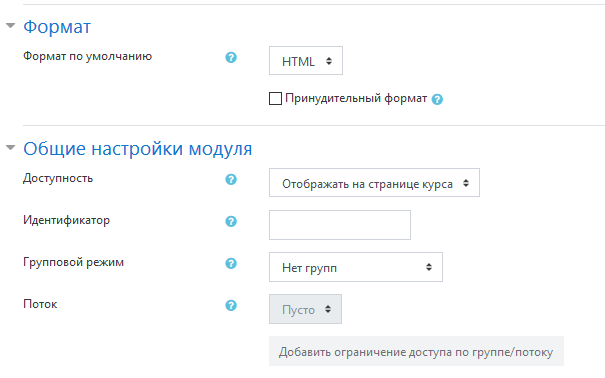 Формат
Формат по умолчанию
HTML
Принудительный формат
Общие настройки модуля
Доступность
Отображать на странице курса
Идентификатор
Групповой режим
Нет групп
Поток
Пусто
Добавить ограничение доступа по группе/потоку